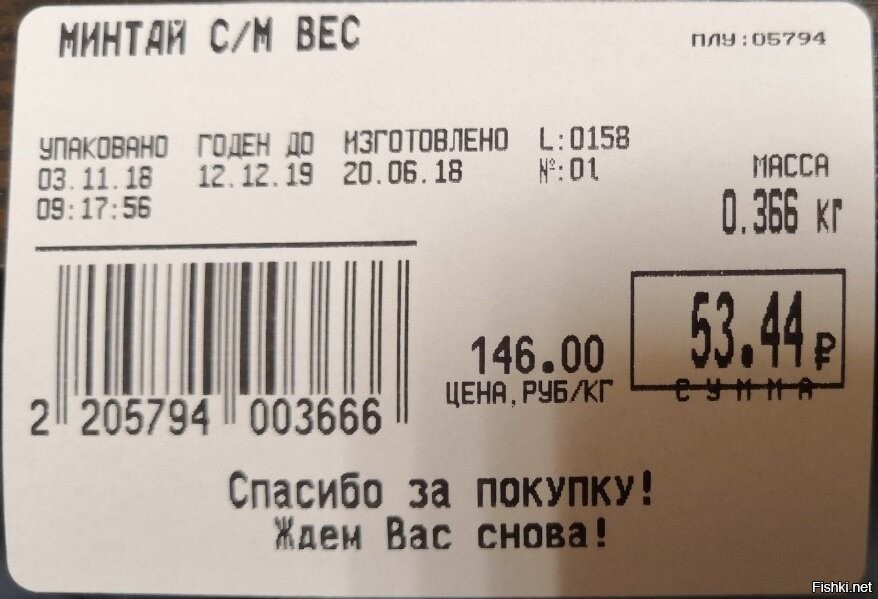 МИНТАЙ С/М ВЕС
ПЛУ:05794
УПАКОВАНО ГОДЕН ДО ИЗГОТОВЛЕНО L:0158
03.11.18 12.12.19 20.06.18 №:01
09:17:56
МАССА
0.366 кг
53.44₽
СУММА
146.00
ЦЕНА,РУБ/КГ
2 205794 003666
Спасибо за покупку!
Ждем Вас снова!
Fishki.net